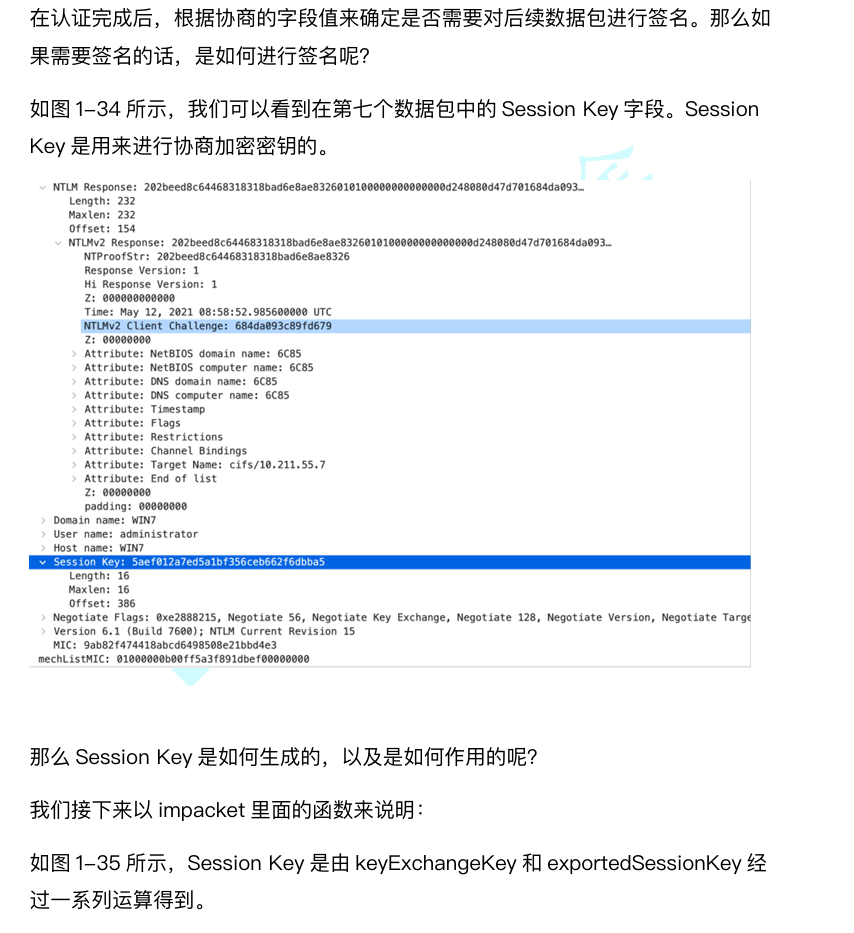 在认证完成后，根据协商的字段值来确定是否需要对后续数据包进行签名。那么如
果需要签名的话，是如何进行签名呢?
如图 1-34 所示，我们可以看到在第七个数据包中的 Session Key 字段。Session
Key 是用来进行协商加密密钥的。
NTLM Response: 202beed8c64468318318bad6e8ae83260101000000000000000d248080d47d701684da093…
Length: 232
Maxlen: 232
Offset: 154
NTLMv2 Response: 202beed8c64468318318bad6e8ae83260101000000000000000d248080d47d701684da093…
NTProofStr: 202beed8c64468318318bad6e8ae8326
Response Version: 1
Hi Response Version: 1
Z: 000000000000
Time: May 12, 2021 08:58:52.985600000 UTC
NTLMv2 Client Challenge: 684da093c89fd679
Z: 00000000
Attribute: NetBIOS domain name: 6C85
Attribute: NetBIOS computer name: 6C85
Attribute: DNS domain name: 6C85
Attribute: DNS computer name: 6C85
Attribute: Timestamp
Attribute: Flags
Attribute: Restrictions
Attribute: Channel Bindings
Attribute: Target Name: cifs/10.211.55.7
Attribute: End of list
Z: 00000000
padding: 00000000
Domain name: WIN7
User name: administrator
Host name: WIN7
Session Key: 5aef012a7ed5a1bf356ceb662f6dbba5
Length: 16
Maxlen: 16
Offset: 386
Negotiate Flags: 0xe2888215, Negotiate 56, Negotiate Key Exchange, Negotiate 128, Negotiate Version, Negotiate Targe
Version 6.1 (Build 7600); NTLM Current Revision 15
MIC: 9ab82f474418abcd6498508e21bbd4e3
mechListMIC: 01000000b00ff5a3f891dbef00000000
那么 Session Key 是如何生成的，以及是如何作用的呢?
我们接下来以 impacket 里面的函数来说明：
如图 1-35 所示，Session Key 是由 keyExchangeKey 和 exportedSessionKey 经
过一系列运算得到。